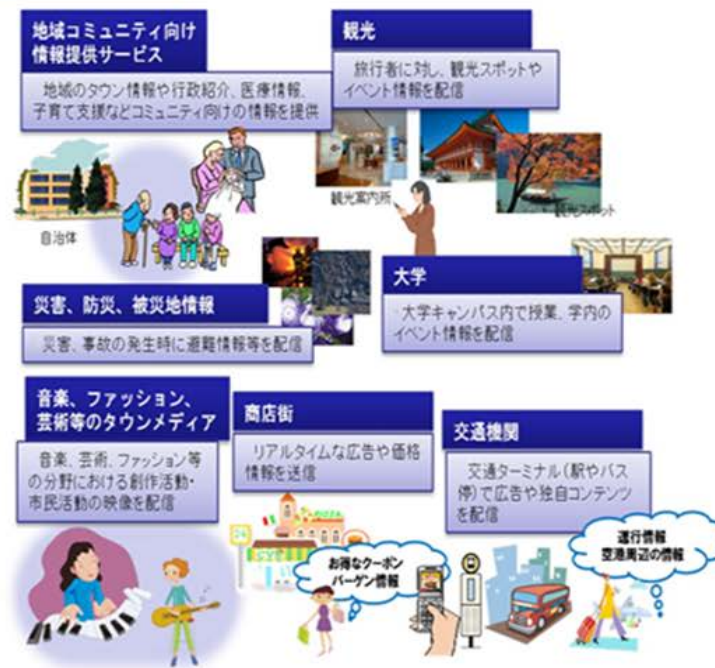 地域コミュニティ向け
情報提供サービス
地域のタウン情報や行政紹介、医療情報、
子育て支援などコミュニティ向けの情報を提供
自治体
観光
旅行者に対し、観光スポットや
イベント情報を配信
観光案内所
観光スポット
災害、防災、被災地情報
災害、事故の発生時に避難情報等を配信
大学
大学キャンパス内で授業、学内の
イベント情報を配信
音楽、ファッション、
芸術等のタウンメディア
音楽、芸術、ファッション等
の分野における創作活動・
市民活動の映像を配信
商店街
リアルタイムな広告や価格
情報を送信
PIZZA
お得なクーポン
バーゲン情報
交通機関
交通ターミナル（駅やバス
停）で広告や独自コンテンツ
を配信
運行情報
空港周辺の情報